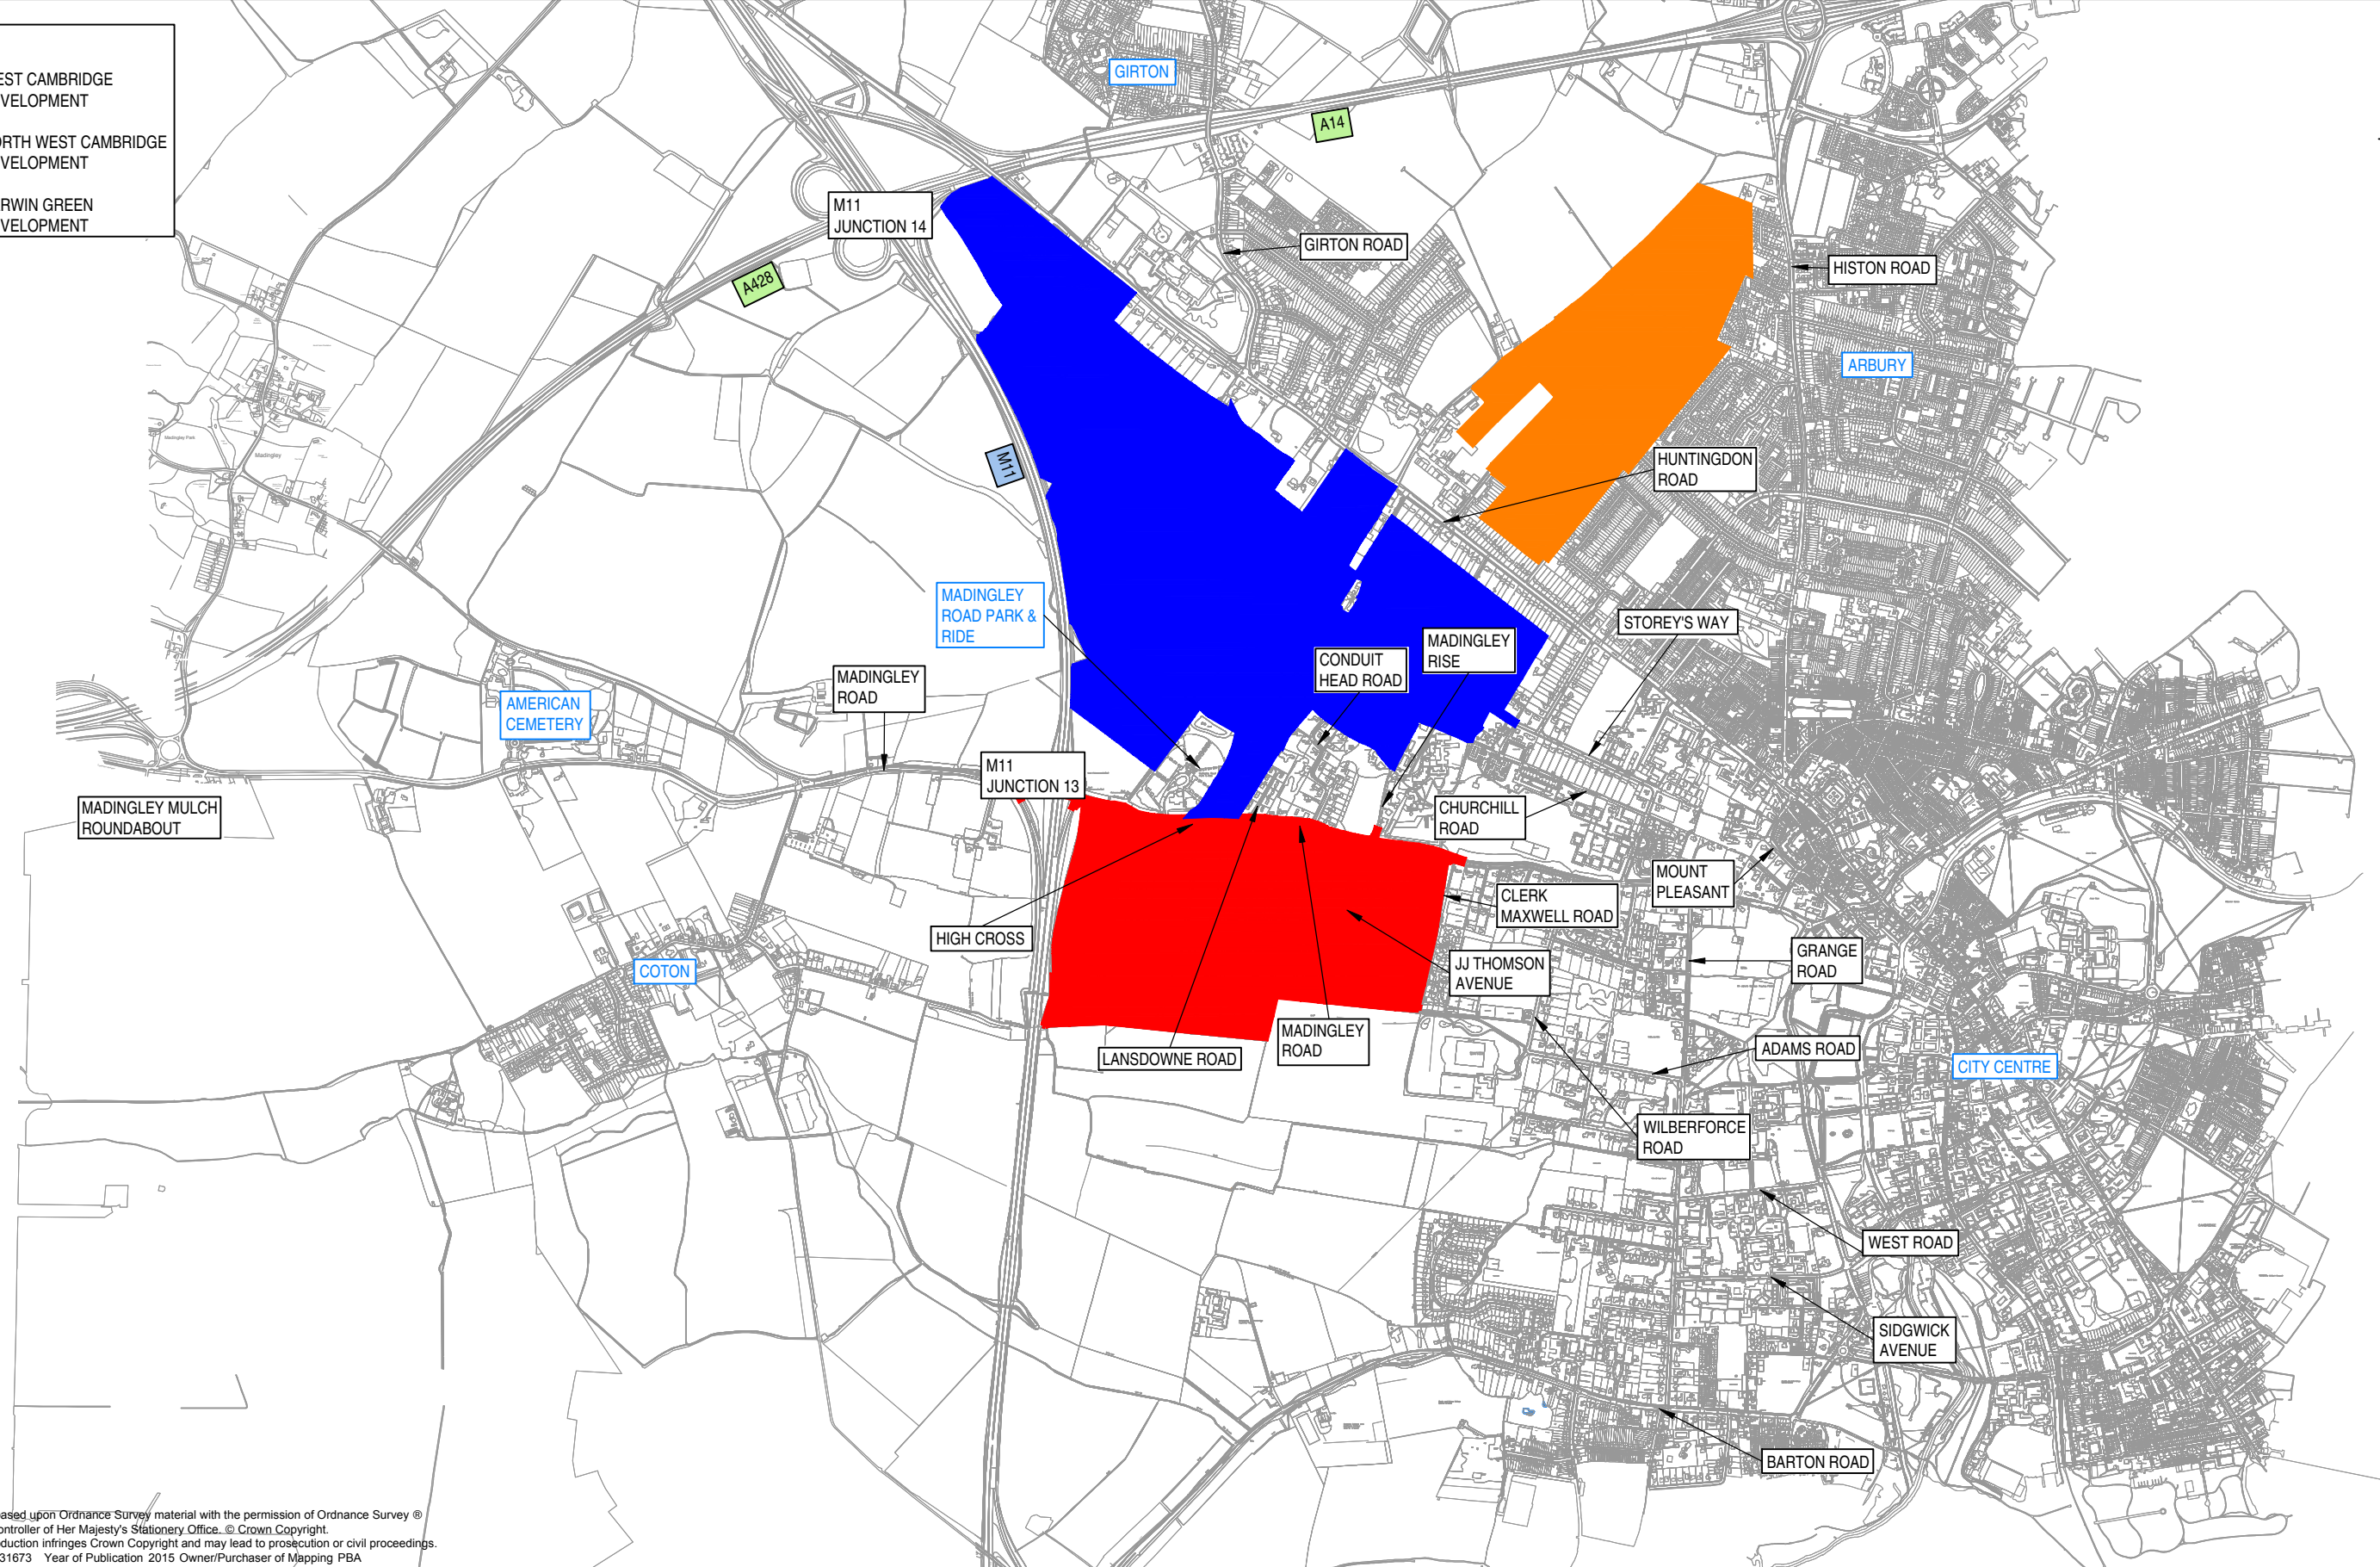 EST CAMBRIDGE
VELOPMENT
ORTH WEST CAMBRIDGE
VELOPMENT
RWIN GREEN
VELOPMENT
GIRTON
A14
M11
JUNCTION 14
A428
GIRTON ROAD
HISTON ROAD
ARBURY
M11
HUNTINGDON
ROAD
Madingley Park
Madingley
MADINGLEY
ROAD PARK &
RIDE
STOREY'S WAY
MADINGLEY
RISE
CONDUIT
HEAD ROAD
MADINGLEY
ROAD
AMERICAN
CEMETERY
M11
JUNCTION 13
MADINGLEY MULCH
ROUNDABOUT
CHURCHILL
ROAD
MOUNT
PLEASANT
CLERK
MAXWELL ROAD
HIGH CROSS
GRANGE
ROAD
COTON
JJ THOMSON
AVENUE
LANSDOWNE ROAD
MADINGLEY
ROAD
ADAMS ROAD
CITY CENTRE
WILBERFORCE
ROAD
WEST ROAD
SIDGWICK
AVENUE
BARTON ROAD
ased upon Ordnance Survey material with the permission of Ordnance Survey ®
ontroller of Her Majesty's Stationery Office. © Crown Copyright.
duction infringes Crown Copyright and may lead to prosecution or civil proceedings.
31673 Year of Publication 2015 Owner/Purchaser of Mapping PBA